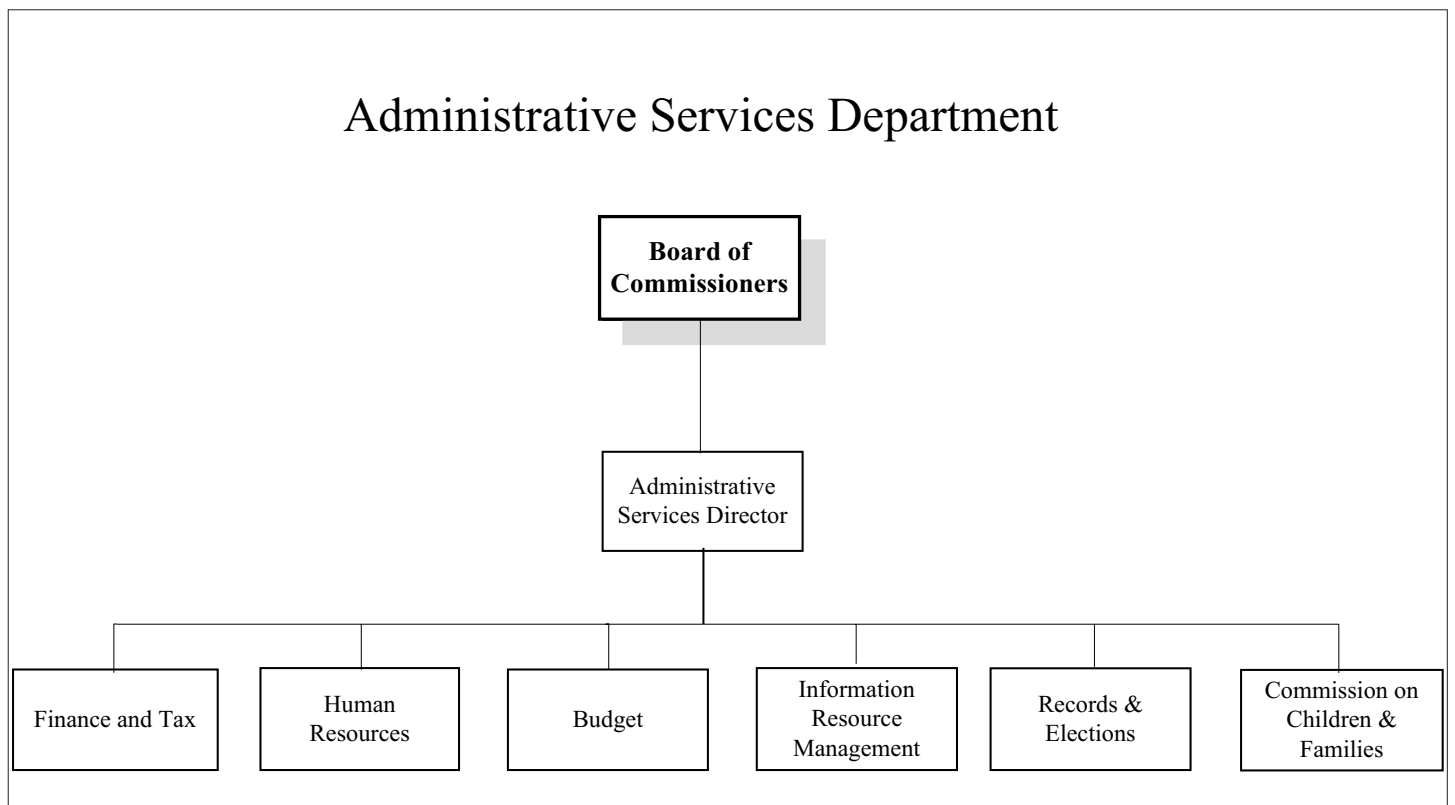 Administrative Services Department
Board of
Commissioners
Administrative
Services Director
Finance and Tax
Human
Resources
Budget
Information
Resource
Management
Records &
Elections
Commission on
Children &
Families